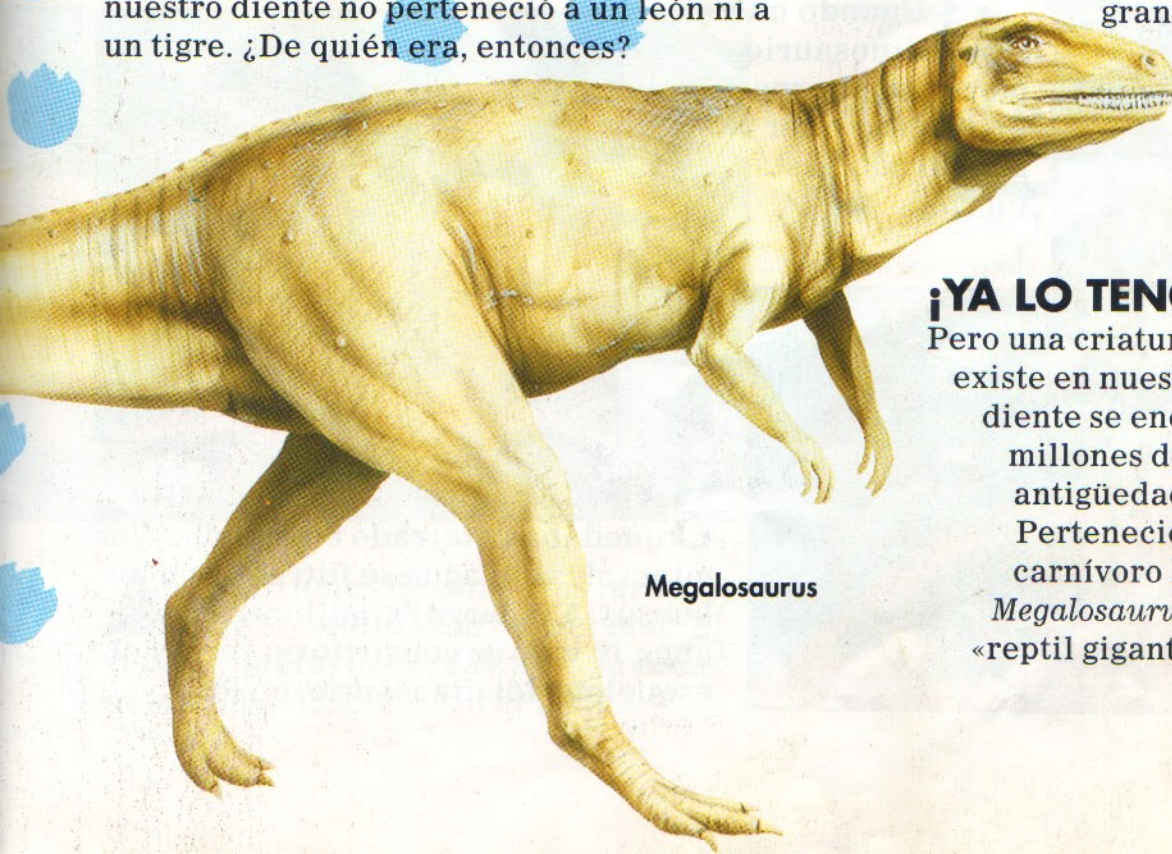 nuestro diente no perteneció a un león ni a
un tigre. ¿De quién era, entonces?
gran
¡YA LO TEN
Pero una criatur
existe en nues
diente se en
millones d
antigüeda
Perteneci
carnívoro
Megalosauru
«reptil gigant
Megalosaurus